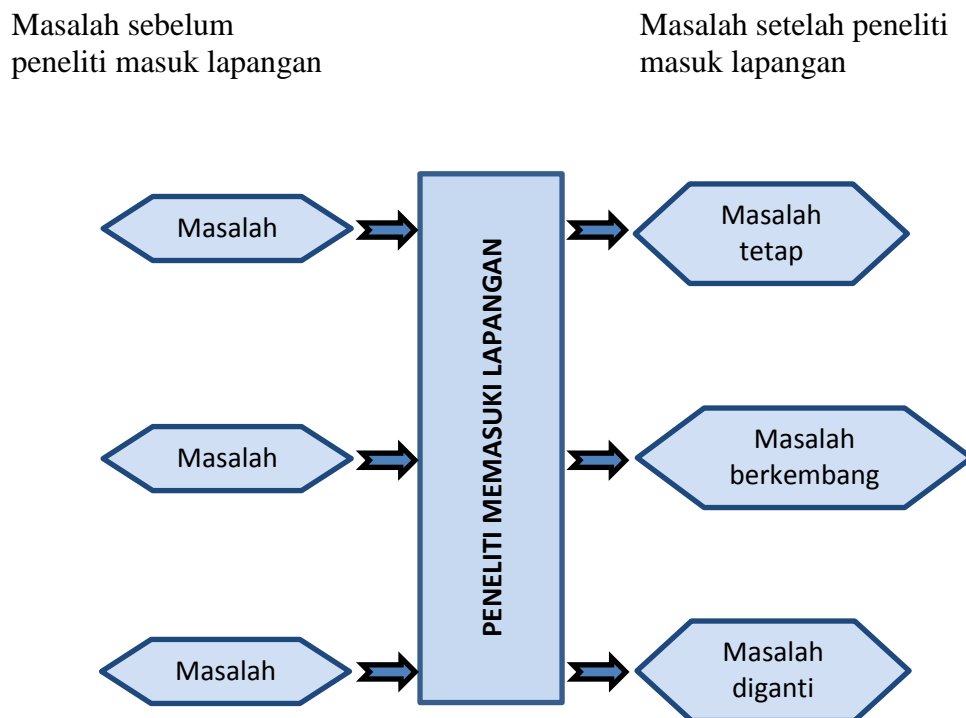 Masalah sebelum
peneliti masuk lapangan
Masalah setelah peneliti
masuk lapangan
Masalah
Masalah
Masalah
PENELITI MEMASUKI LAPANGAN
Masalah
tetap
Masalah
berkembang
Masalah
diganti